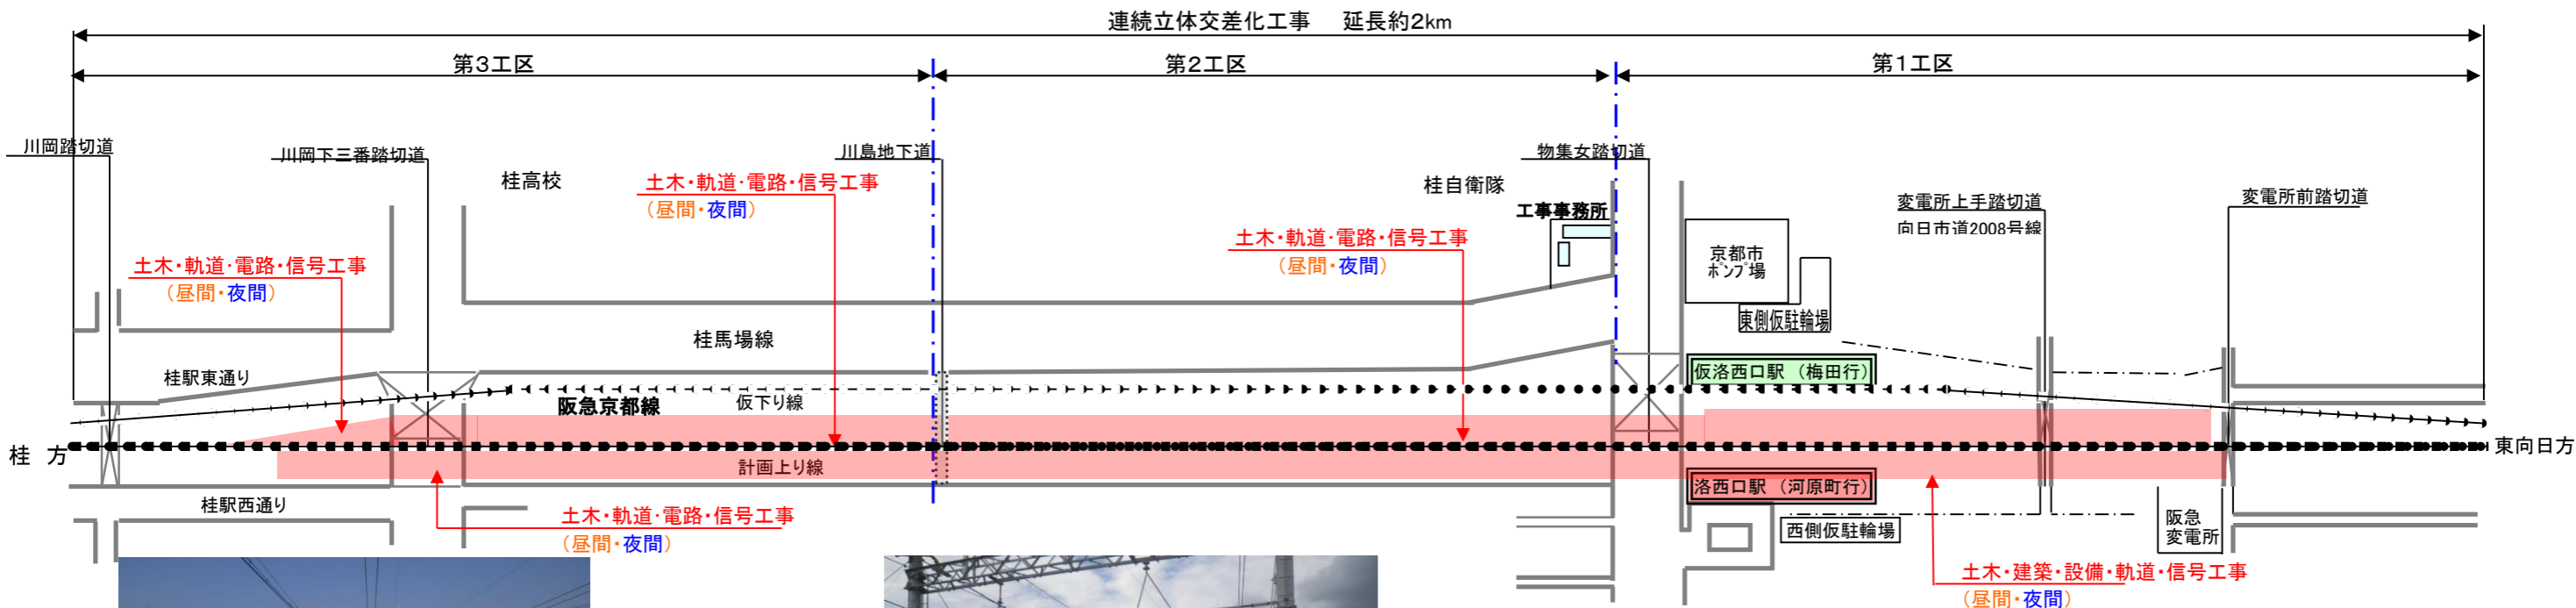 連続立体交差化工事　延長約2km
第3工区
第2工区
第1工区
川岡踏切道
川岡下三番踏切道
川島地下道
物集女踏切道
変電所上手踏切道
向日市道2008号線
変電所前踏切道
桂高校
桂自衛隊
工事事務所
土木・軌道・電路・信号工事
（昼間・夜間）
土木・軌道・電路・信号工事
（昼間・夜間）
土木・軌道・電路・信号工事
（昼間・夜間）
京都市
ポンプ場
東側仮駐輪場
桂馬場線
桂駅東通り
阪急京都線
仮下り線
仮洛西口駅（梅田行）
桂 方
東向日方
計画上り線
洛西口駅（河原町行）
桂駅西通り
土木・軌道・電路・信号工事
（昼間・夜間）
西側仮駐輪場
阪急
変電所
土木・建築・設備・軌道・信号工事
（昼間・夜間）